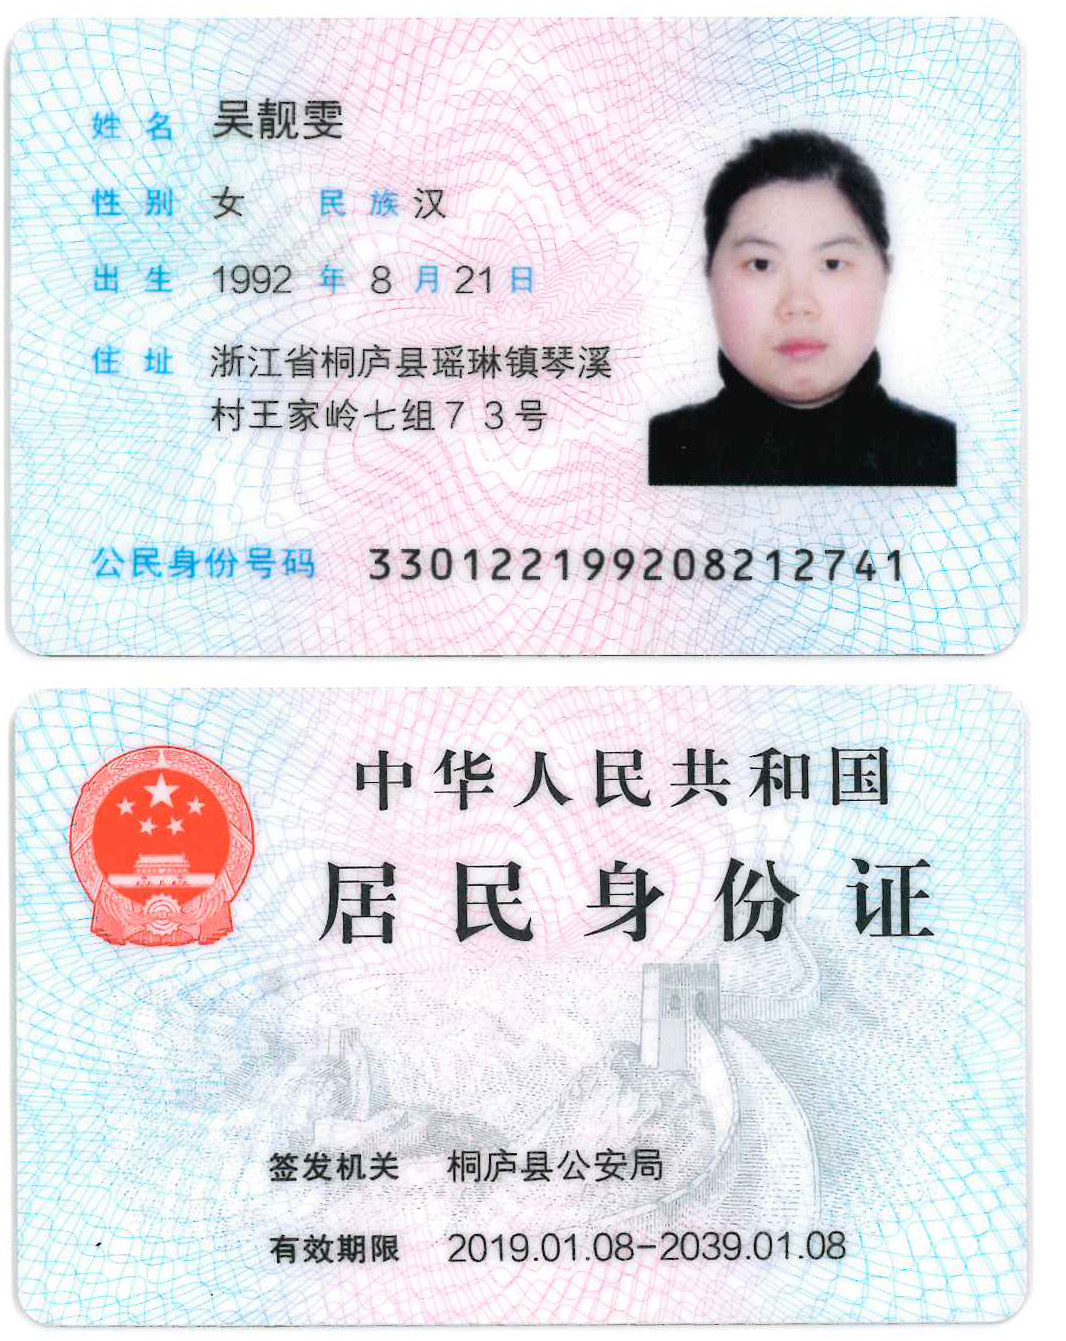 姓名 吴靓雯
性别 女 民族 汉
出生 1992 年 8 月 21 日
住址 浙江省桐庐县瑶琳镇琴溪
村王家岭七组７３号
公民身份号码 330122199208212741
中华人民共和国
居民身份证
签发机关 桐庐县公安局
有效期限 2019.01.08-2039.01.08